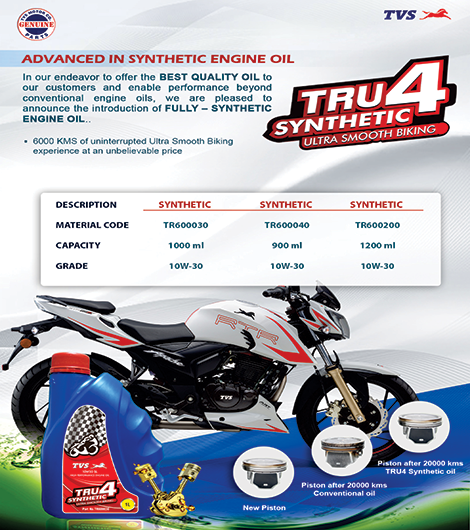 TVS MOTOR CO.
GENUINE
PARTS
TVS
ADVANCED IN SYNTHETIC ENGINE OIL
In our endeavor to offer the BEST QUALITY OIL to
our customers and enable performance beyond
conventional engine oils, we are pleased to
announce the introduction of FULLY – SYNTHETIC
ENGINE OIL..
• 6000 KMS of uninterrupted Ultra Smooth Biking
experience at an unbelievable price
TRU4
SYNTHETIC
ULTRA SMOOTH BIKING
DESCRIPTION SYNTHETIC SYNTHETIC SYNTHETIC
MATERIAL CODE TR600030 TR600040 TR600200
CAPACITY 1000 ml 900 ml 1200 ml
GRADE 10W-30 10W-30 10W-30
RTR
TVS
TRU4
SYNTHETIC
1L
New Piston
Piston after 20000 kms
Conventional oil
Piston after 20000 kms
TRU4 Synthetic oil